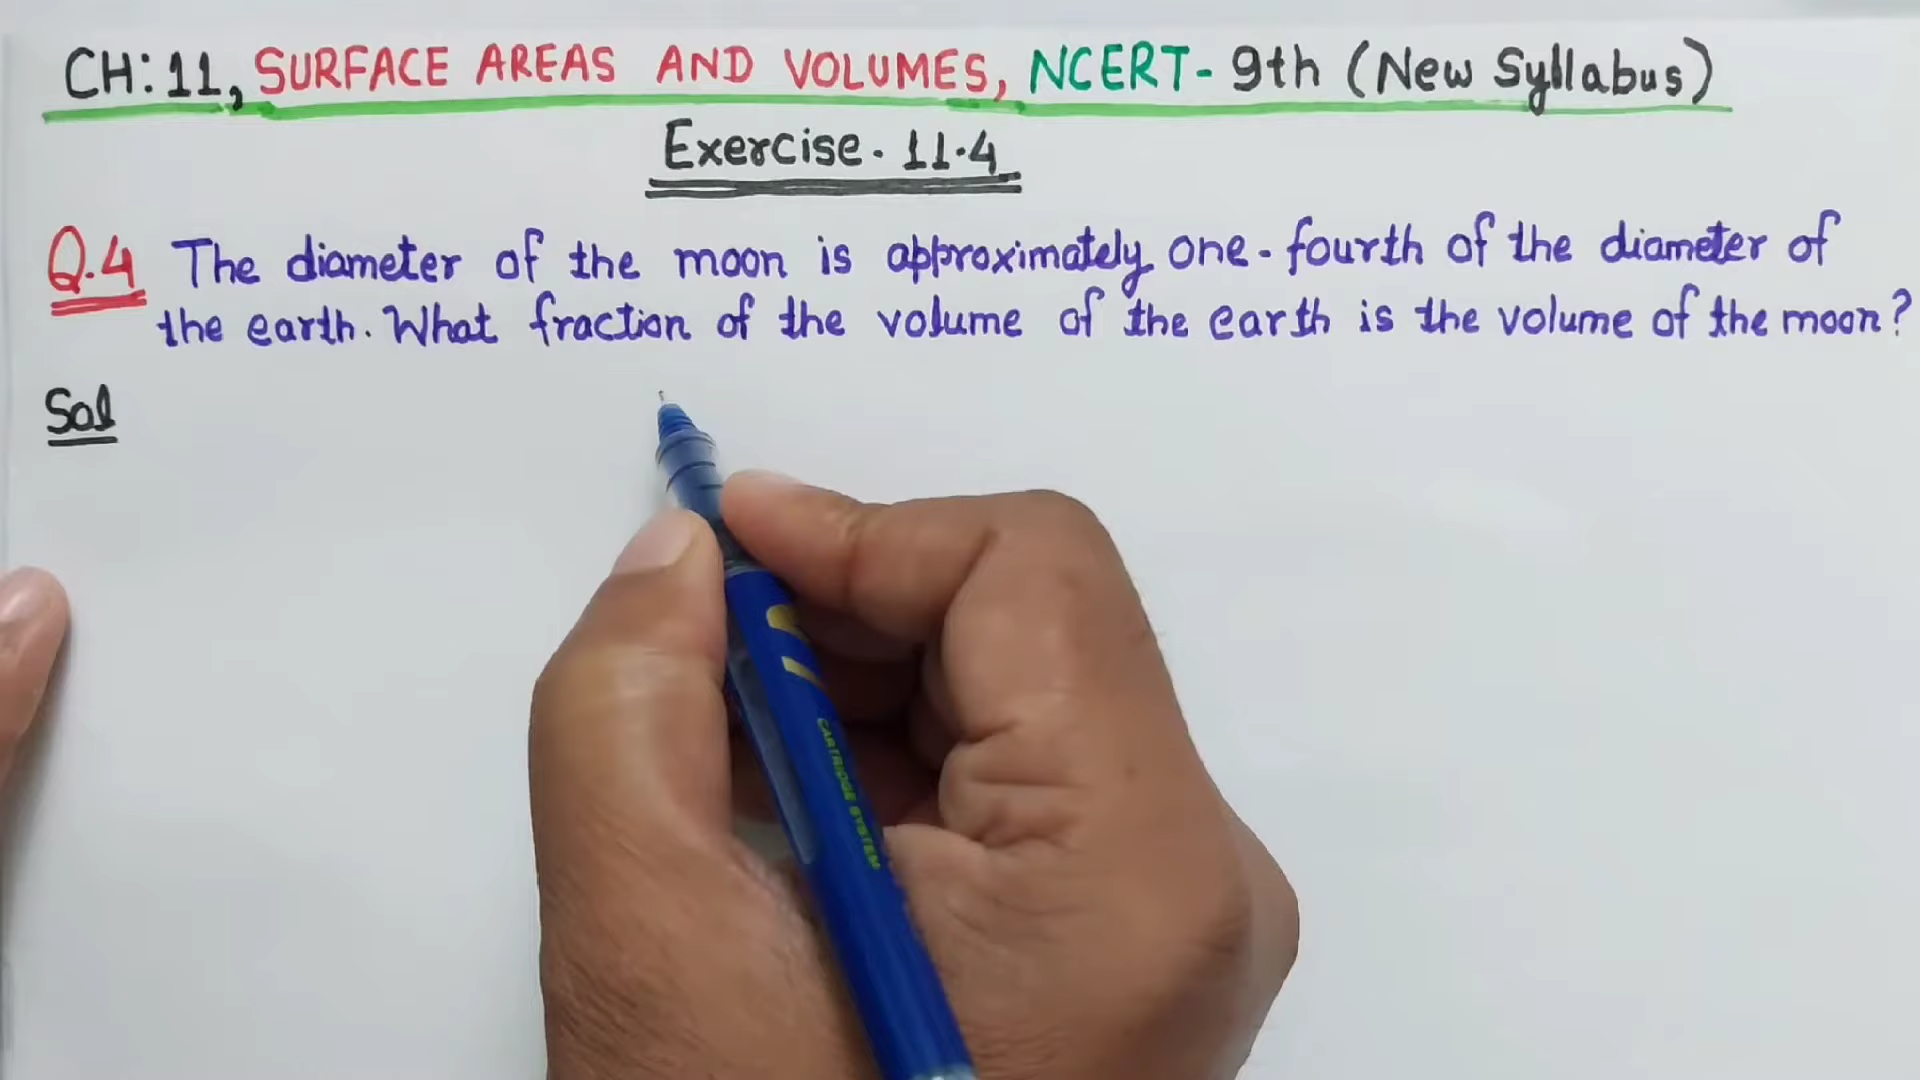 CH: 11, SURFACE AREAS AND VOLUMES, NCERT- 9th (New Syllabus)
Exercise. 11.4
Q.4 The diameter of the moon is approximately one-fourth of the diameter of
the earth. What fraction of the volume of the earth is the volume of the moon?
Sol
CARTRIDGE SYSTEM